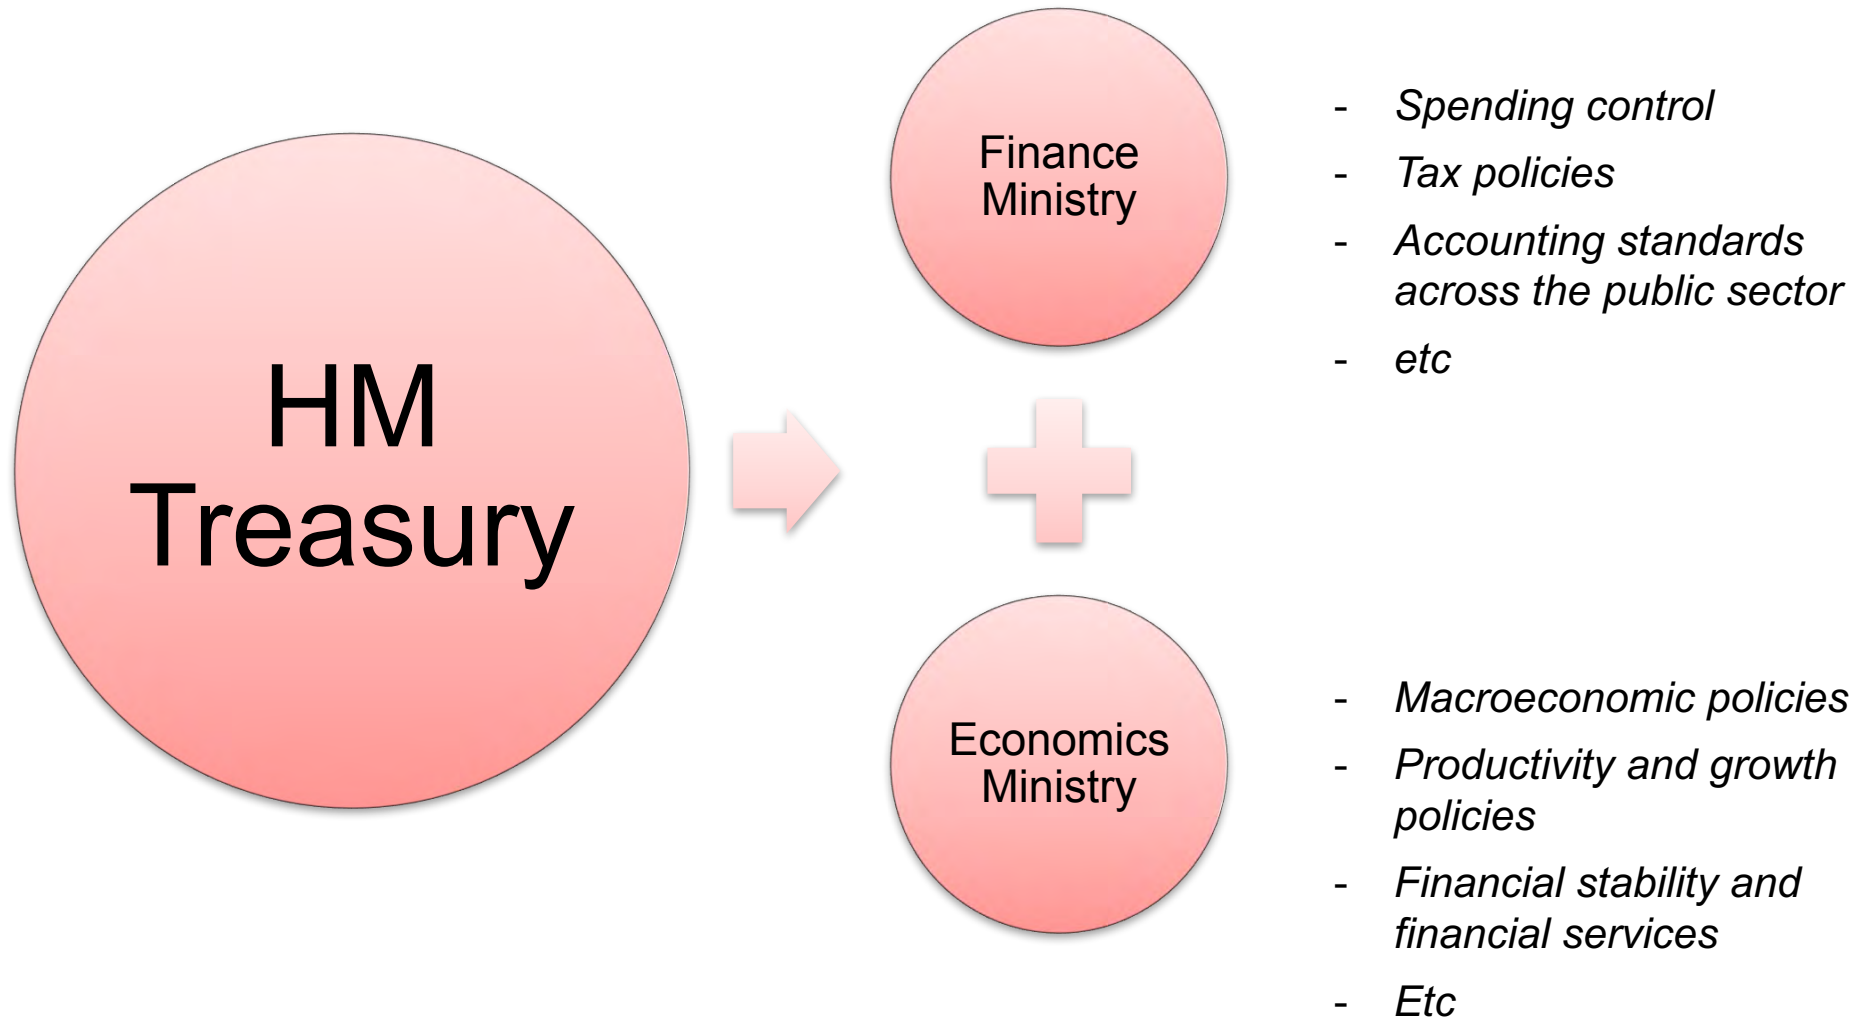 HM
Treasury
Finance
Ministry
- Spending control
- Tax policies
- Accounting standards
across the public sector
- etc
Economics
Ministry
- Macroeconomic policies
- Productivity and growth
policies
- Financial stability and
financial services
- Etc